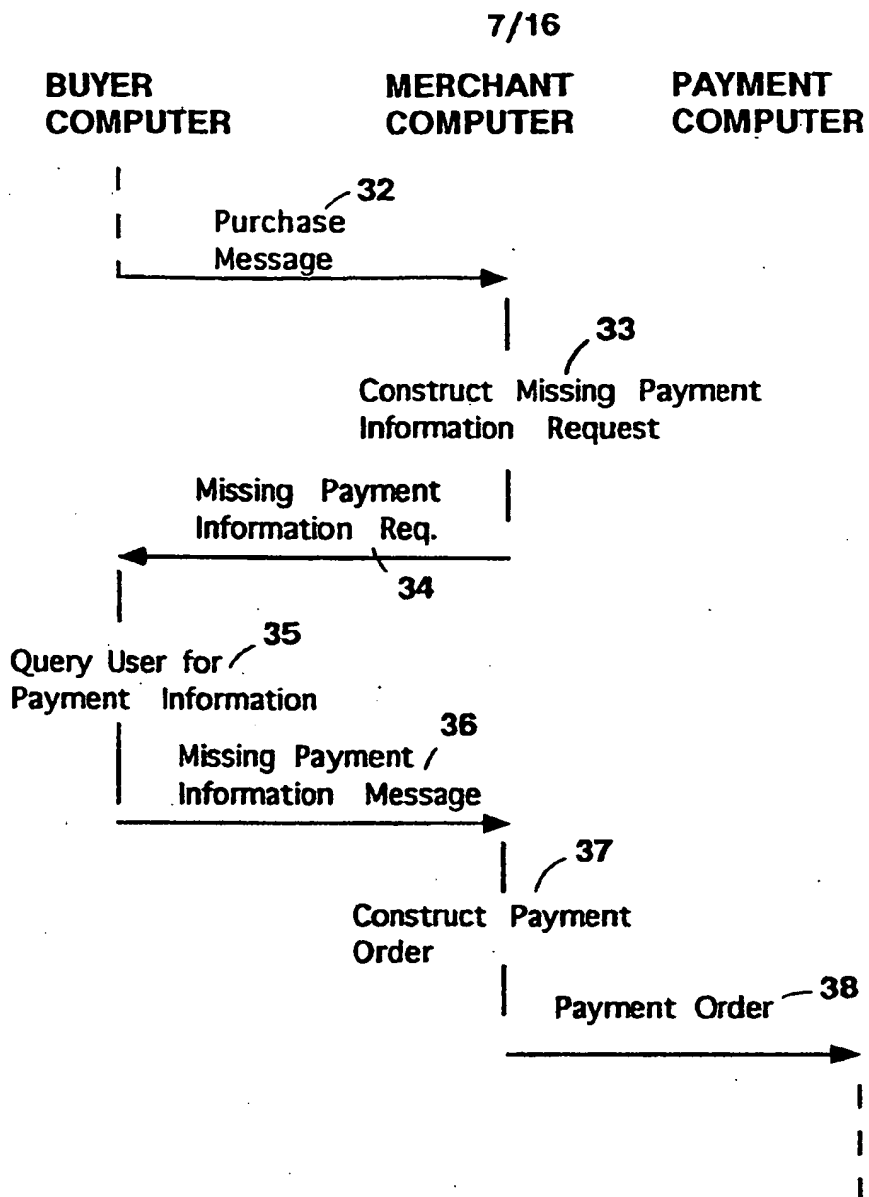 7/16
BUYER COMPUTER
MERCHANT COMPUTER
PAYMENT COMPUTER
32
Purchase
Message
33
Construct Missing Payment
Information Request
Missing Payment
Information Req.
34
35
Query User for
Payment Information
36
Missing Payment
Information Message
37
Construct Payment
Order
38
Payment Order